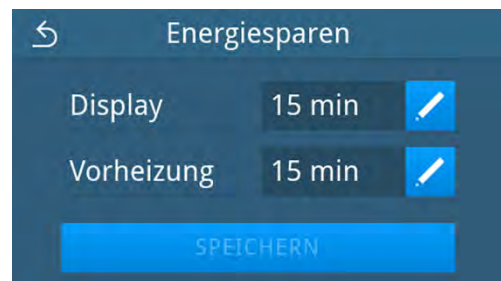 Energiesparen
Display 15 min
Vorheizung 15 min
SPEICHERN